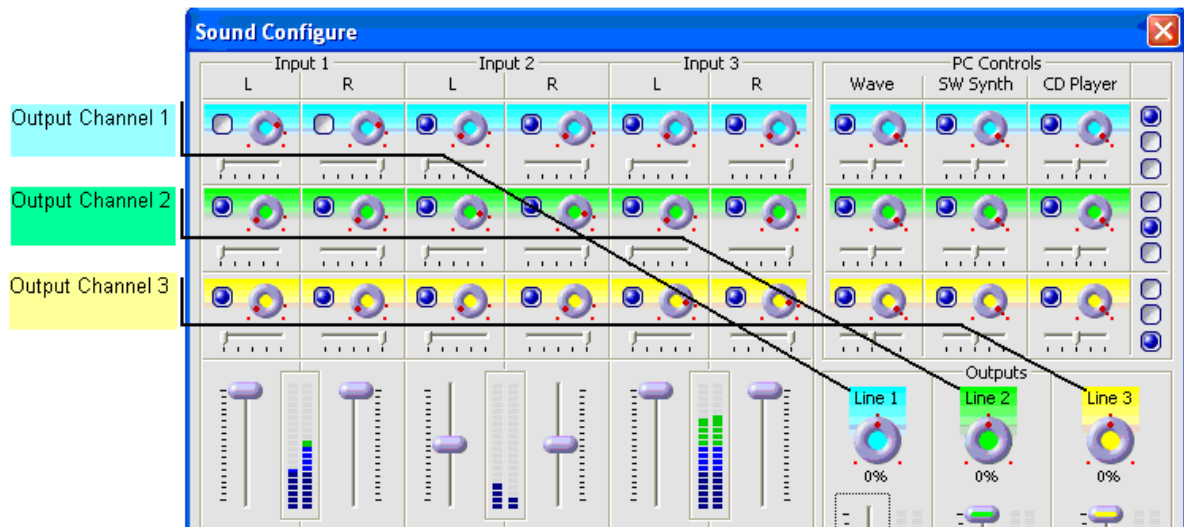 Sound Configure
Input 1 Input 2 Input 3 PC Controls
L R L R L R Wave SW Synth CD Player
Output Channel 1
Output Channel 2
Output Channel 3
Outputs
Line 1 Line 2 Line 3
0% 0% 0%